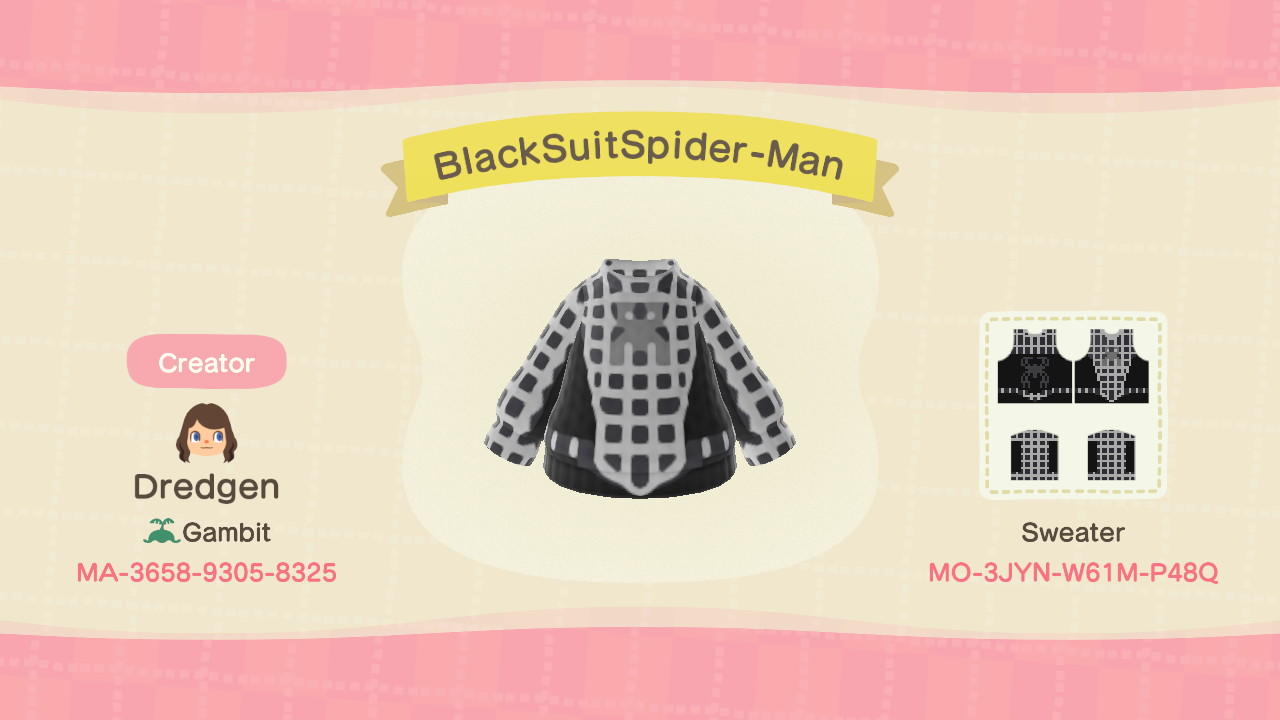 BlackSuitSpider-Man
Creator
Dredgen
Gambit
MA-3658-9305-8325
Sweater
MO-3JYN-W61M-P48Q